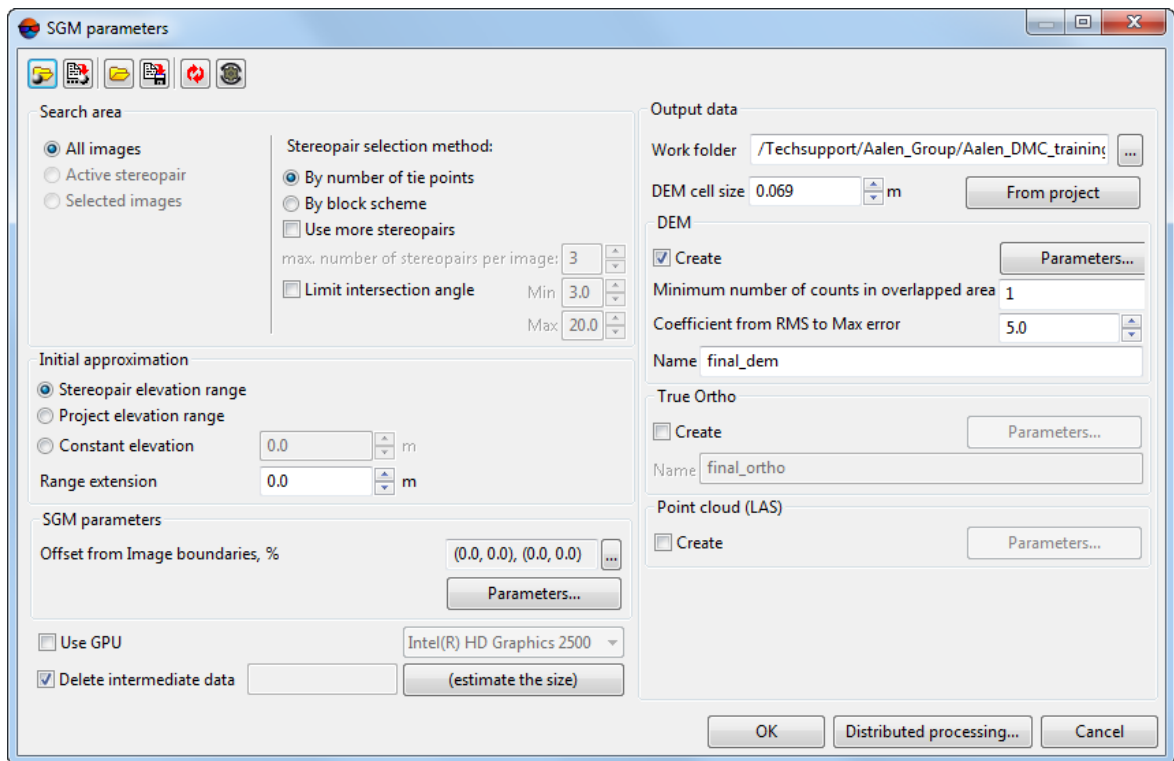 SGM parameters
Search area
All images
Active stereopair
Selected images
Stereopair selection method:
By number of tie points
By block scheme
Use more stereopairs
max. number of stereopairs per image: 3
Limit intersection angle Min 3.0
Max 20.0
Initial approximation
Stereopair elevation range
Project elevation range
Constant elevation 0.0 m
Range extension 0.0 m
SGM parameters
Offset from Image boundaries, % (0.0, 0.0), (0.0, 0.0) ...
Parameters...
Use GPU Intel(R) HD Graphics 2500
Delete intermediate data (estimate the size)
Output data
Work folder /Techsupport/Aalen_Group/Aalen_DMC_training ...
DEM cell size 0.069 m From project
DEM
Create Parameters...
Minimum number of counts in overlapped area 1
Coefficient from RMS to Max error 5.0
Name final_dem
True Ortho
Create Parameters...
Name final_ortho
Point cloud (LAS)
Create Parameters...
OK Distributed processing... Cancel